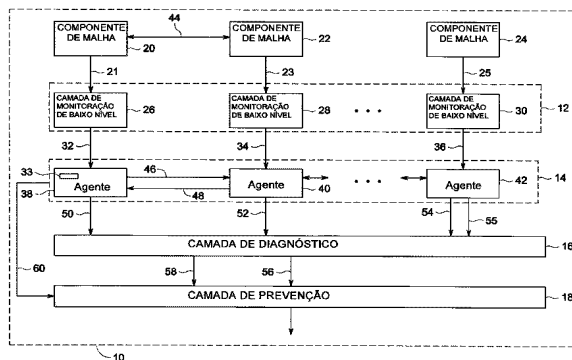 44
COMPONENTE
DE MALHA
COMPONENTE
DE MALHA
COMPONENTE
DE MALHA
20
22
24
21
23
25
CAMADA DE
MONITORAÇÃO
DE BAIXO NÍVEL
26
CAMADA DE
MONITORAÇÃO
DE BAIXO NÍVEL
28
• • •
CAMADA DE
MONITORAÇÃO
DE BAIXO NÍVEL
30
12
32
34
36
33
Agente
38
46
48
Agente
40
• • •
Agente
42
14
50
52
54
55
CAMADA DE DIAGNÓSTICO
16
60
58
56
CAMADA DE PREVENÇÃO
18
10